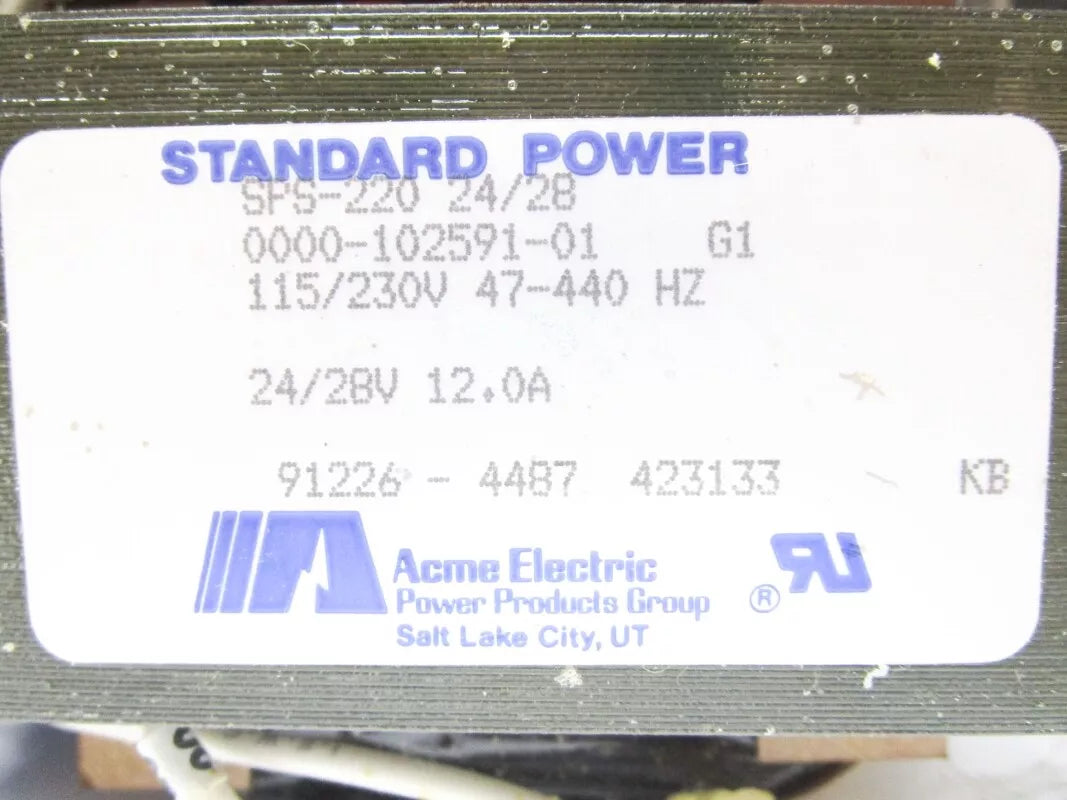 STANDARD POWER
SPS-220 24/28
0000-102591-01 G1
115/230V 47-440 HZ
24/28V 12.0A
91226 - 4487 423133 KB
Acme Electric
Power Products Group ®
Salt Lake City, UT